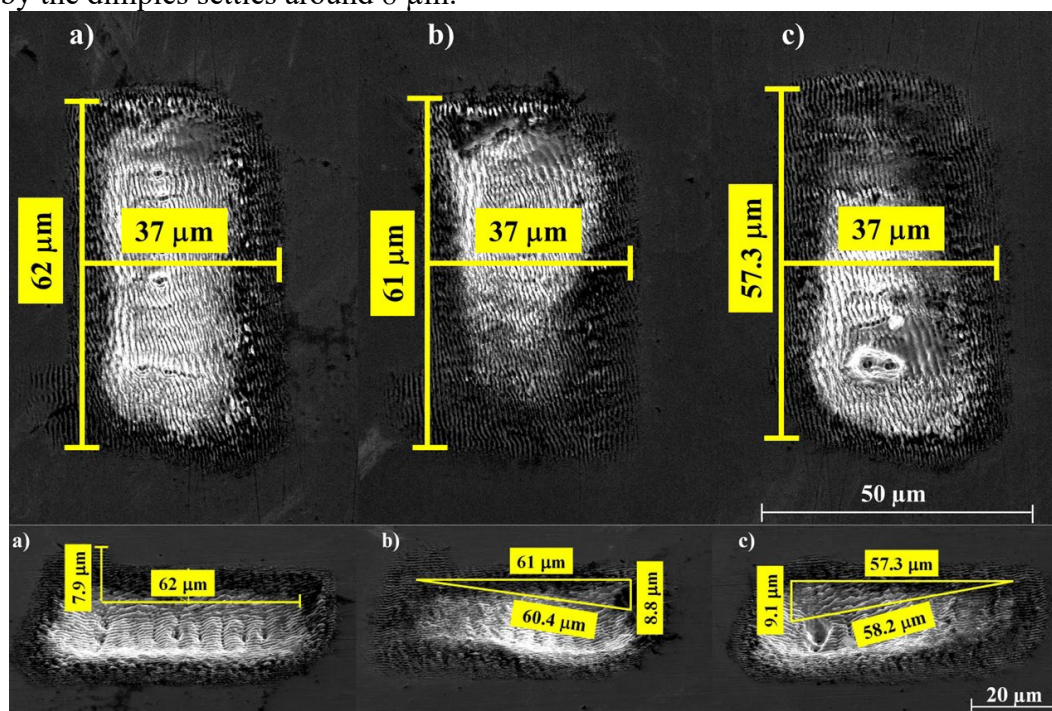 by the dimples settles around 8 µm.
a)
b)
c)
62 µm
37 µm
61 µm
37 µm
57.3 µm
37 µm
50 µm
a)
7.9 µm
62 µm
b)
61 µm
60.4 µm
8.8 µm
c)
57.3 µm
9.1 µm
58.2 µm
20 µm